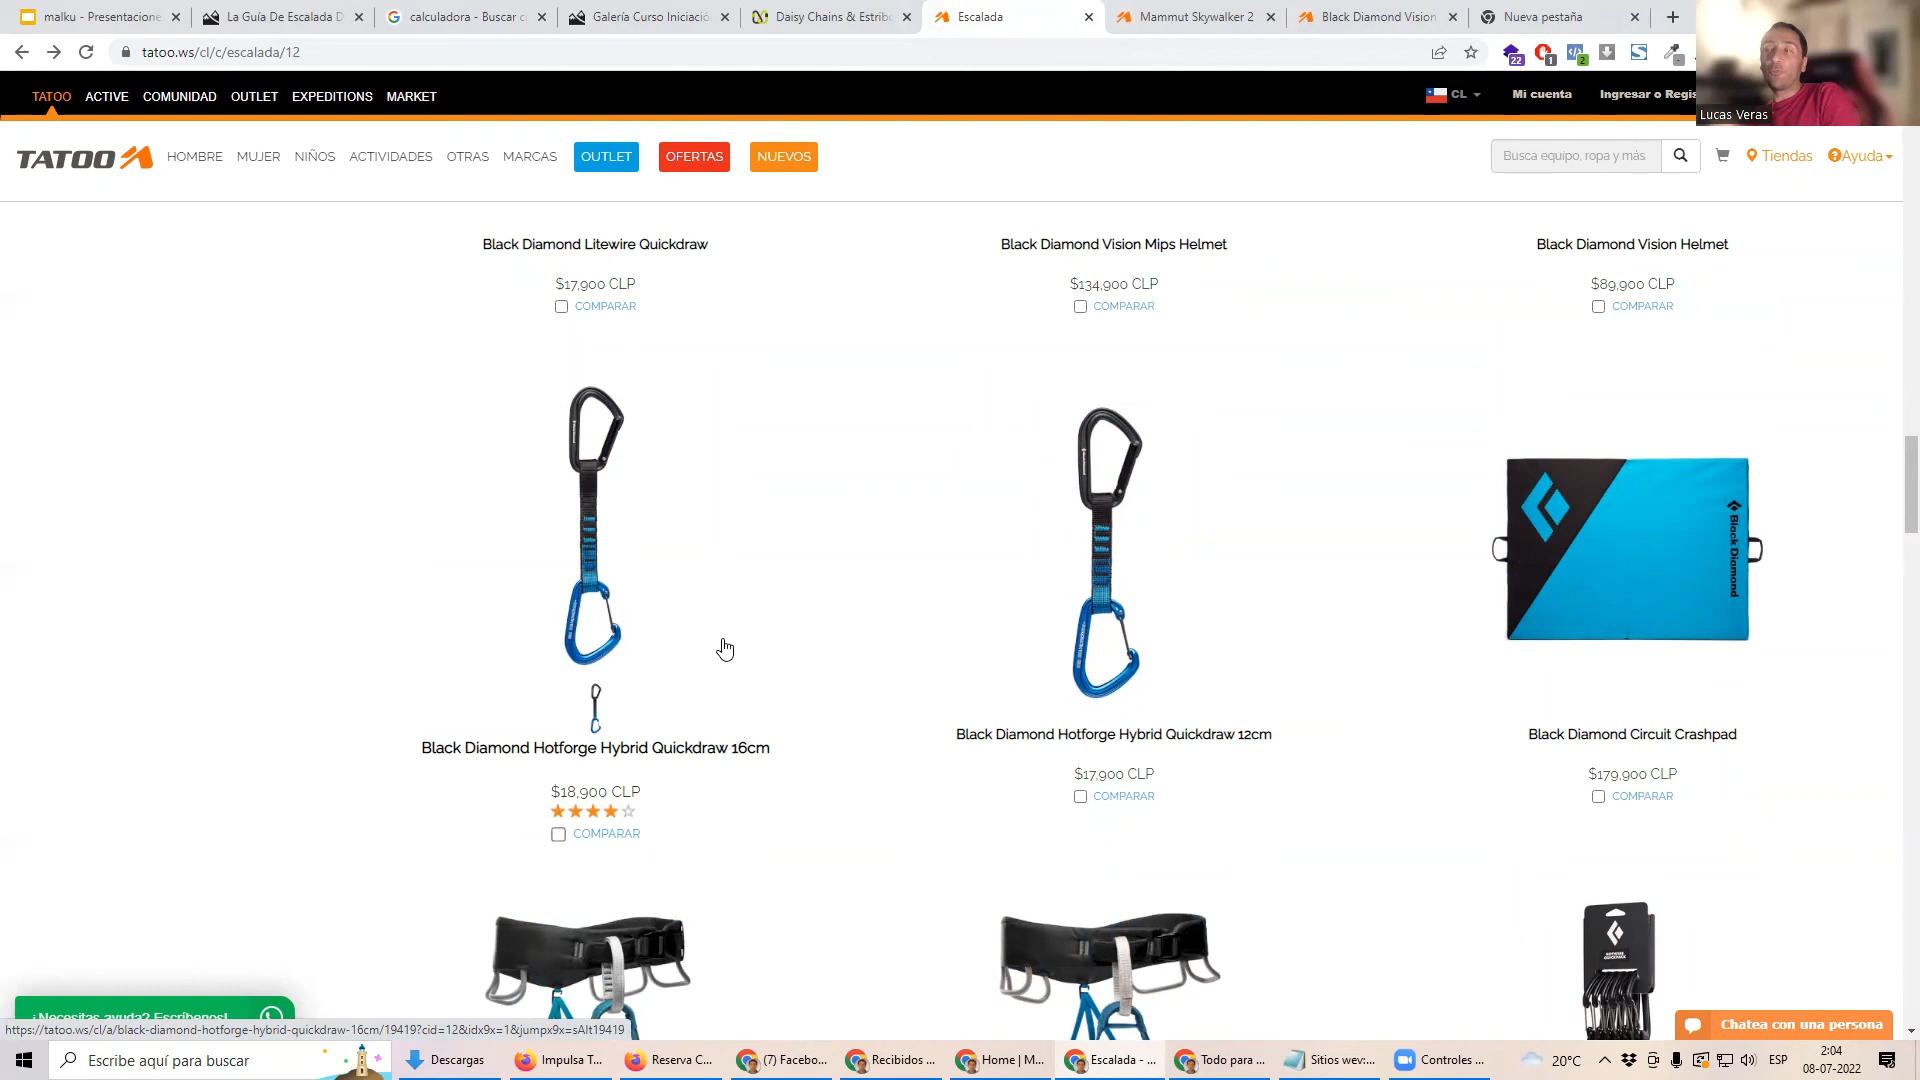 malku - Presentacione
La Guía De Escalada D
calculadora - Buscar c
Galería Curso Iniciació
Daisy Chains & Estribo
Escalada
Mammut Skywalker 2
Black Diamond Vision
Nueva pestaña
tatoo.ws/cl/c/escalada/12
22
1
2
TATOO ACTIVE COMUNIDAD OUTLET EXPEDITIONS MARKET
CL
Mi cuenta
Ingresar o Regis
Lucas Veras
TATOO
HOMBRE MUJER NIÑOS ACTIVIDADES OTRAS MARCAS OUTLET OFERTAS NUEVOS
Busca equipo, ropa y más
Tiendas
Ayuda
Black Diamond Litewire Quickdraw
$17,900 CLP
COMPARAR
Black Diamond Vision Mips Helmet
$134,900 CLP
COMPARAR
Black Diamond Vision Helmet
$89,900 CLP
COMPARAR
Black Diamond
Black Diamond Hotforge Hybrid Quickdraw 16cm
$18,900 CLP
COMPARAR
Black Diamond Hotforge Hybrid Quickdraw 12cm
$17,900 CLP
COMPARAR
Black Diamond Circuit Crashpad
$179,900 CLP
COMPARAR
¿Necesitas ayuda? Escríbenos!
Chatea con una persona
https://tatoo.ws/cl/a/black-diamond-hotforge-hybrid-quickdraw-16cm/19419?cid=12&idx9x=1&jumpx9x=sAlt19419
Escribe aquí para buscar
Descargas
Impulsa T...
Reserva C...
(7) Facebo...
Recibidos ...
Home | M...
Escalada - ...
Todo para ...
Sitios wev:...
Controles ...
20°C
ESP
2:04
08-07-2022